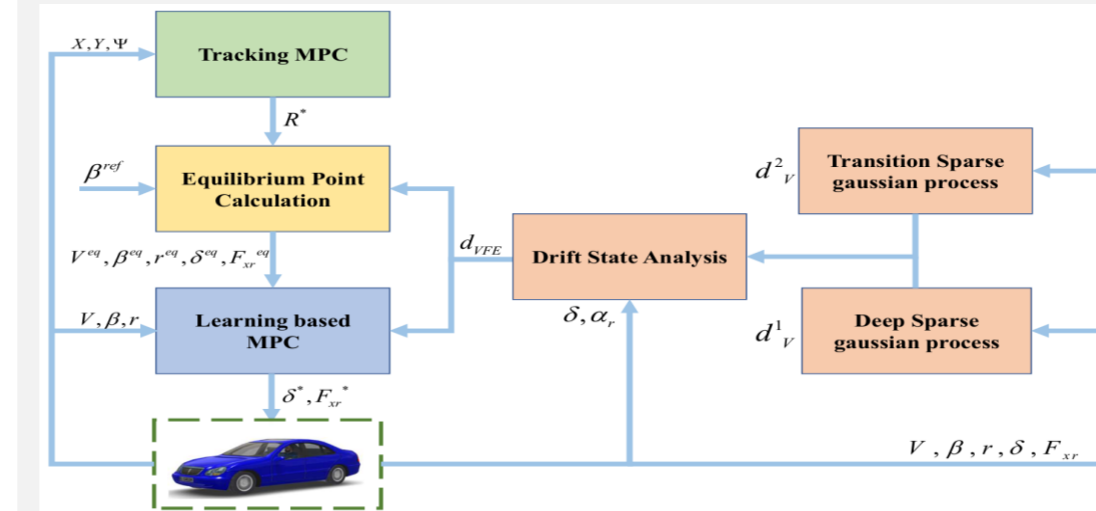 X, Y, Ψ
Tracking MPC
R*
β^ref
Equilibrium Point
Calculation
V^eq, β^eq, r^eq, δ^eq, F_xr^eq
V, β, r
Learning based
MPC
δ*, F_xr*
d_VFE
Drift State Analysis
δ, α_r
d²_V
Transition Sparse
gaussian process
d¹_V
Deep Sparse
gaussian process
V, β, r, δ, F_xr